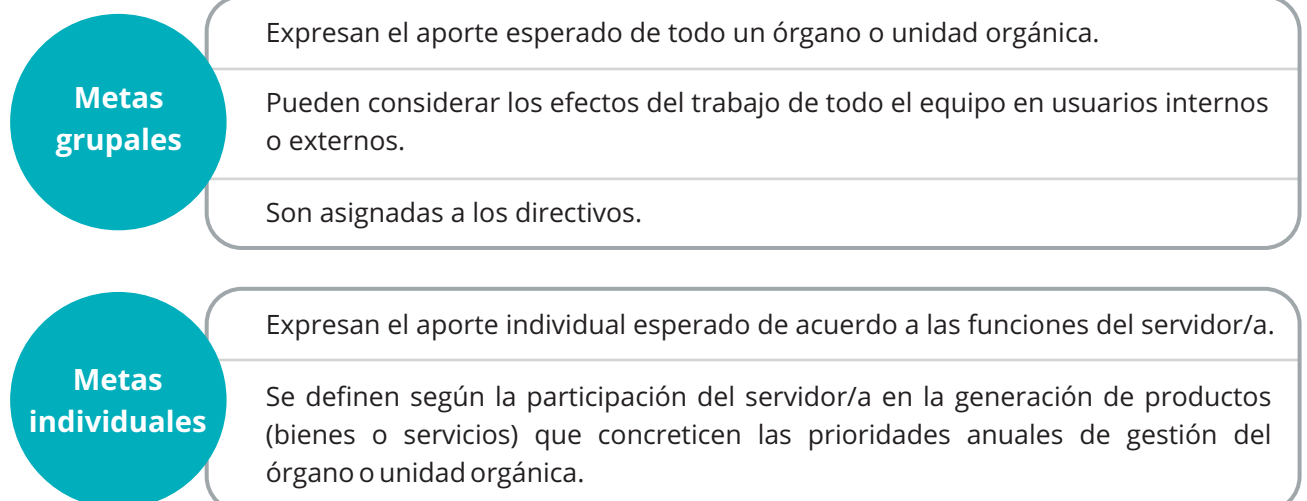 Metas
grupales
Expresan el aporte esperado de todo un órgano o unidad orgánica.
Pueden considerar los efectos del trabajo de todo el equipo en usuarios internos
o externos.
Son asignadas a los directivos.
Metas
individuales
Expresan el aporte individual esperado de acuerdo a las funciones del servidor/a.
Se definen según la participación del servidor/a en la generación de productos
(bienes o servicios) que concreticen las prioridades anuales de gestión del
órgano o unidad orgánica.